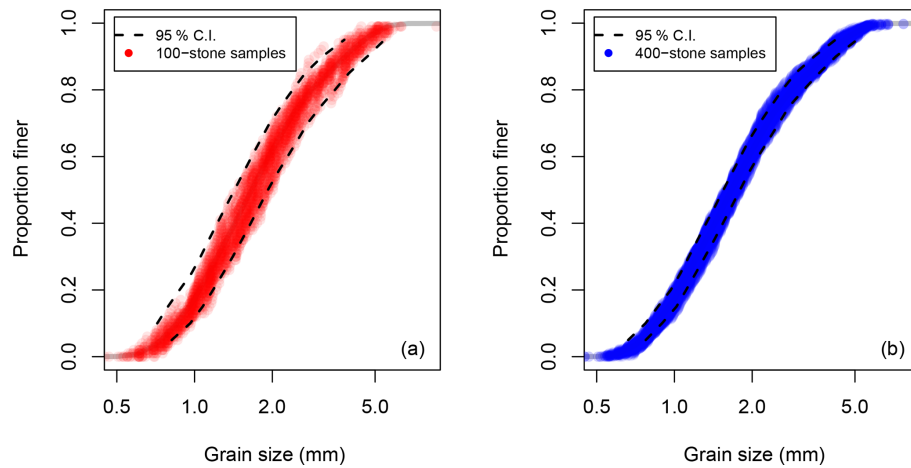 95 % C.I.
100−stone samples
Proportion finer
0.0
0.2
0.4
0.6
0.8
1.0
(a)
0.5
1.0
2.0
5.0
Grain size (mm)
95 % C.I.
400−stone samples
Proportion finer
0.0
0.2
0.4
0.6
0.8
1.0
(b)
0.5
1.0
2.0
5.0
Grain size (mm)